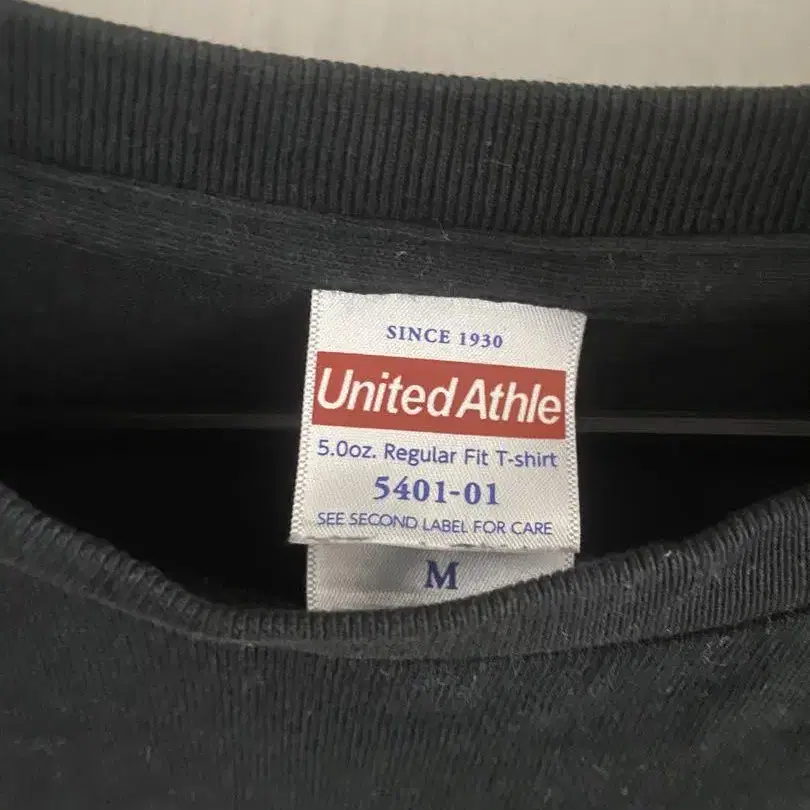 SINCE 1930
United Athle
5.0oz. Regular Fit T-shirt
5401-01
SEE SECOND LABEL FOR CARE
M